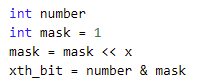 int number
int mask = 1
mask = mask << x
xth_bit = number & mask